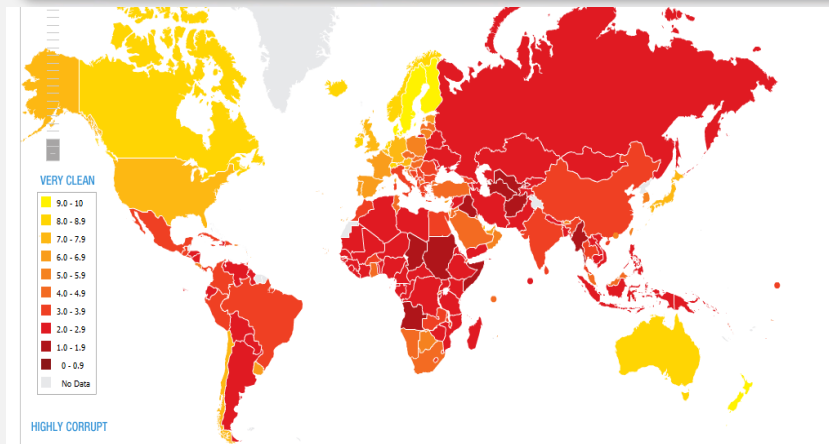 VERY CLEAN
9.0 - 10
8.0 - 8.9
7.0 - 7.9
6.0 - 6.9
5.0 - 5.9
4.0 - 4.9
3.0 - 3.9
2.0 - 2.9
1.0 - 1.9
0 - 0.9
No Data
HIGHLY CORRUPT